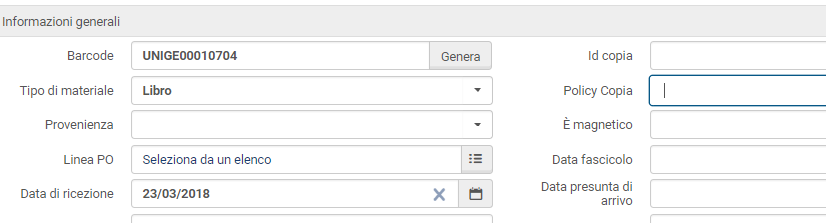 Informazioni generali
Barcode UNIGE00010704 Genera Id copia
Tipo di materiale Libro Policy Copia
Provenienza È magnetico
Linea PO Seleziona da un elenco Data fascicolo
Data di ricezione 23/03/2018 Data presunta di
arrivo